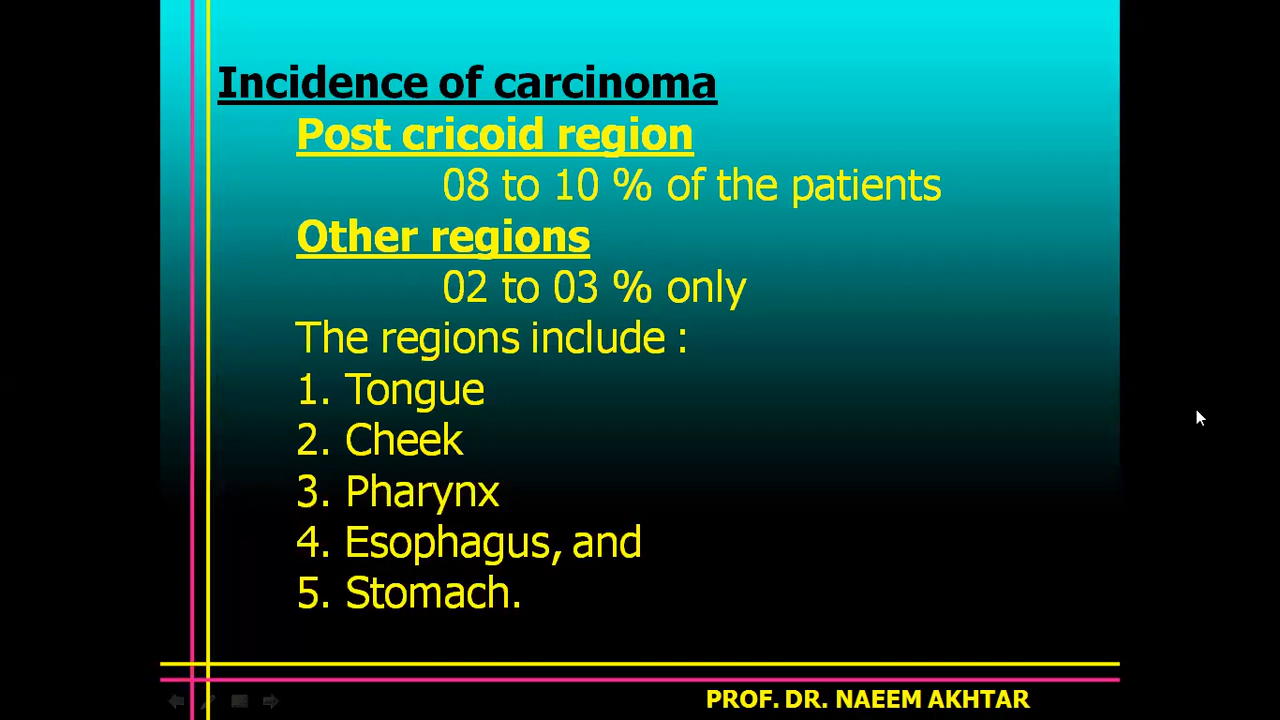 Incidence of carcinoma
Post cricoid region
08 to 10 % of the patients
Other regions
02 to 03 % only
The regions include :
1. Tongue
2. Cheek
3. Pharynx
4. Esophagus, and
5. Stomach.
PROF. DR. NAEEM AKHTAR